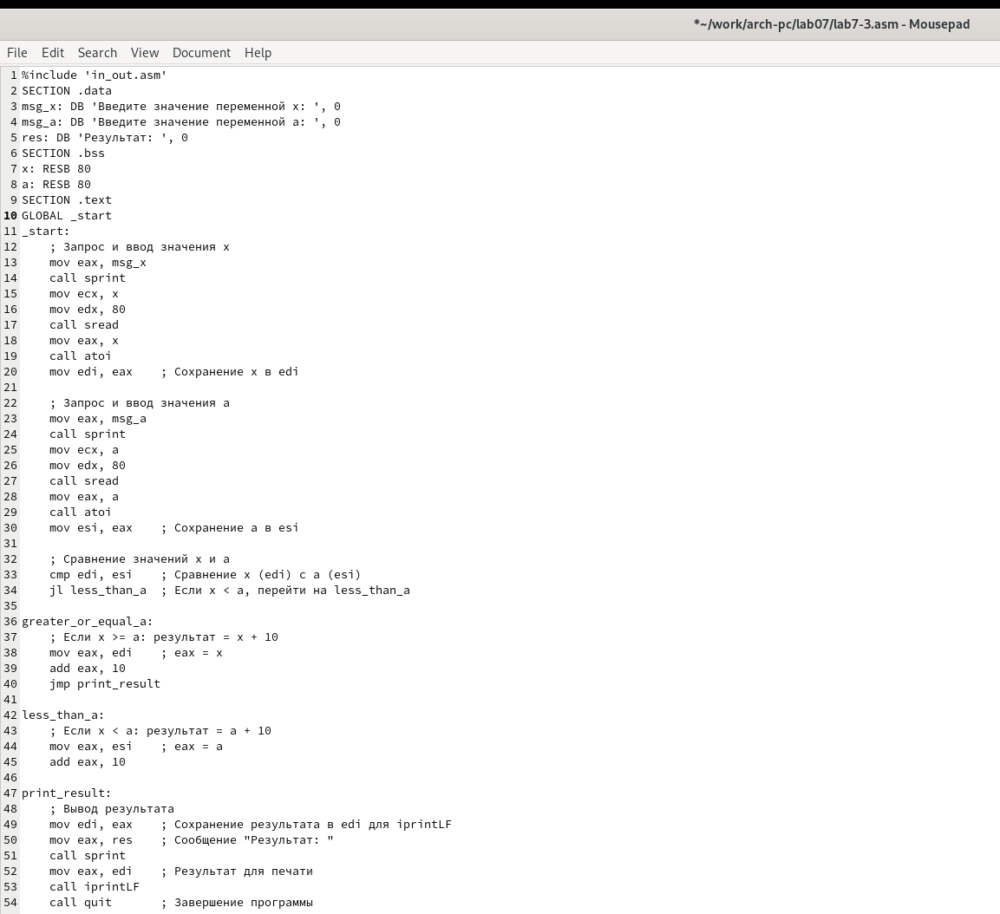 *~/work/arch-pc/lab07/lab7-3.asm - Mousepad
File Edit Search View Document Help
1 %include 'in_out.asm'
2 SECTION .data
3 msg_x: DB 'Введите значение переменной x: ', 0
4 msg_a: DB 'Введите значение переменной a: ', 0
5 res: DB 'Результат: ', 0
6 SECTION .bss
7 x: RESB 80
8 a: RESB 80
9 SECTION .text
10 GLOBAL _start
11 _start:
12     ; Запрос и ввод значения x
13     mov eax, msg_x
14     call sprint
15     mov ecx, x
16     mov edx, 80
17     call sread
18     mov eax, x
19     call atoi
20     mov edi, eax    ; Сохранение x в edi
21
22     ; Запрос и ввод значения a
23     mov eax, msg_a
24     call sprint
25     mov ecx, a
26     mov edx, 80
27     call sread
28     mov eax, a
29     call atoi
30     mov esi, eax    ; Сохранение a в esi
31
32     ; Сравнение значений x и a
33     cmp edi, esi    ; Сравнение x (edi) с a (esi)
34     jl less_than_a  ; Если x < a, перейти на less_than_a
35
36 greater_or_equal_a:
37     ; Если x >= a: результат = x + 10
38     mov eax, edi    ; eax = x
39     add eax, 10
40     jmp print_result
41
42 less_than_a:
43     ; Если x < a: результат = a + 10
44     mov eax, esi    ; eax = a
45     add eax, 10
46
47 print_result:
48     ; Вывод результата
49     mov edi, eax    ; Сохранение результата в edi для iprintLF
50     mov eax, res    ; Сообщение "Результат: "
51     call sprint
52     mov eax, edi    ; Результат для печати
53     call iprintLF
54     call quit       ; Завершение программы